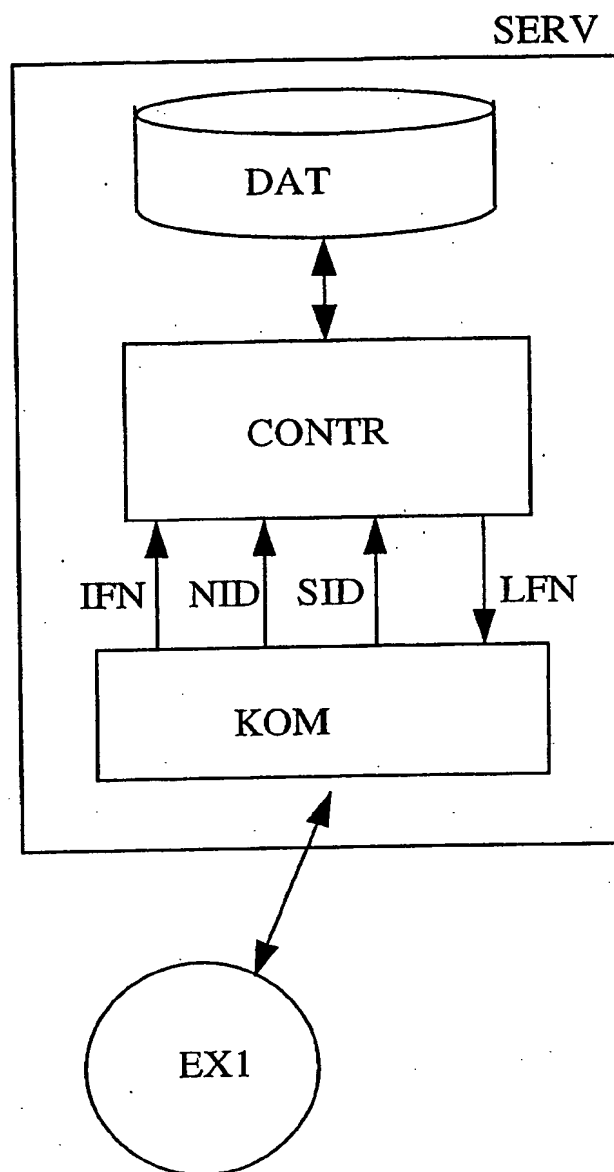 SERV
DAT
CONTR
IFN NID SID LFN
KOM
EX1